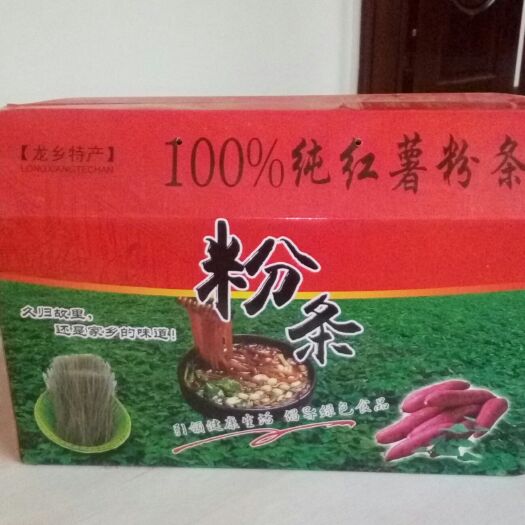 【龙乡特产】
LONGXIANGTECHAN
100%纯红薯粉条
粉条
久归故里,
还是家乡的味道!
引领健康生活 倡导绿色食品